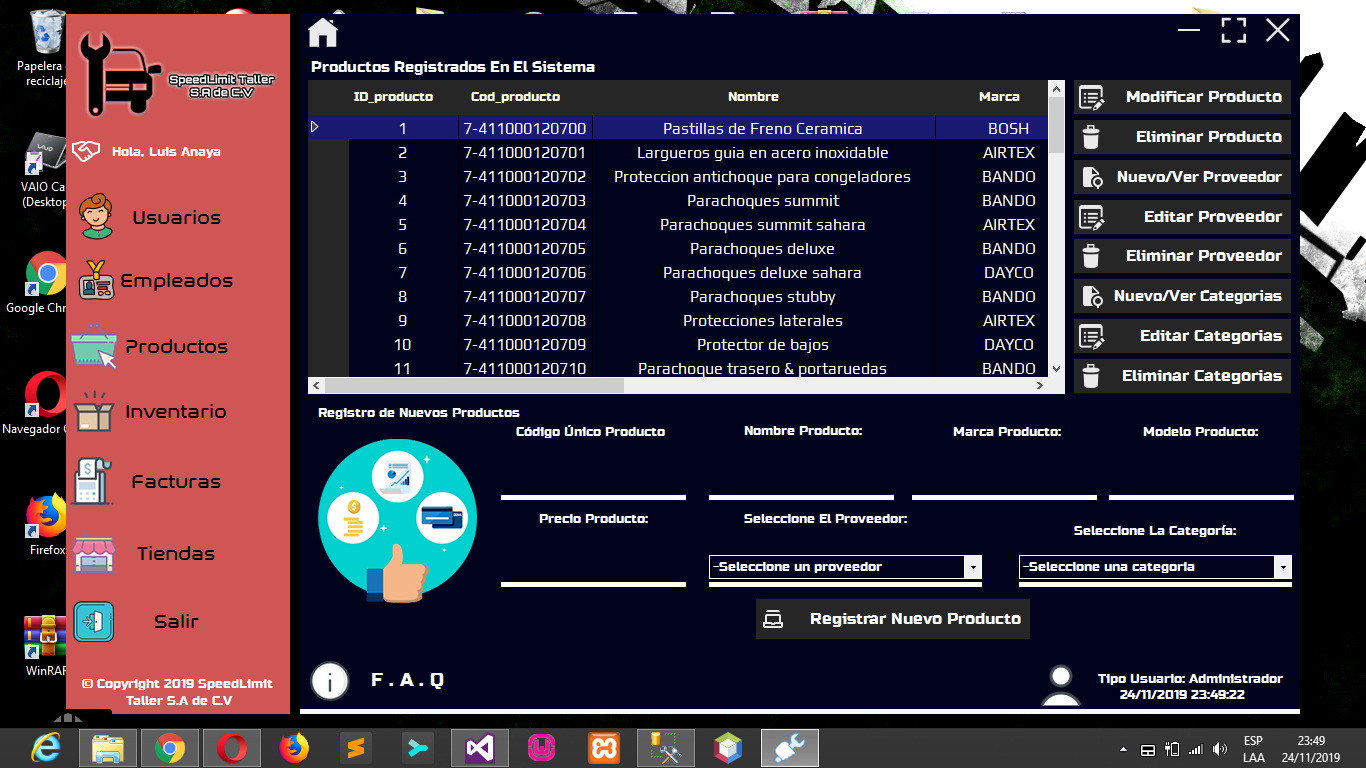 Papelera
reciclaje
VAIO Ca
(Desktop
Google Chr
Navegador
Firefox
WinRAR
SpeedLimit Taller
S.A de C.V
Hola, Luis Anaya
Usuarios
Empleados
Productos
Inventario
Facturas
Tiendas
Salir
© Copyright 2019 SpeedLimit
Taller S.A de C.V
Productos Registrados En El Sistema
ID_producto Cod_producto Nombre Marca
1 7-411000120700 Pastillas de Freno Ceramica BOSH
2 7-411000120701 Largueros guia en acero inoxidable AIRTEX
3 7-411000120702 Proteccion antichoque para congeladores BANDO
4 7-411000120703 Parachoques summit BANDO
5 7-411000120704 Parachoques summit sahara AIRTEX
6 7-411000120705 Parachoques deluxe BANDO
7 7-411000120706 Parachoques deluxe sahara DAYCO
8 7-411000120707 Parachoques stubby BANDO
9 7-411000120708 Protecciones laterales AIRTEX
10 7-411000120709 Protector de bajos DAYCO
11 7-411000120710 Parachoque trasero & portaruedas BANDO
Modificar Producto
Eliminar Producto
Nuevo/Ver Proveedor
Editar Proveedor
Eliminar Proveedor
Nuevo/Ver Categorias
Editar Categorias
Eliminar Categorias
Registro de Nuevos Productos
Código Único Producto Nombre Producto: Marca Producto: Modelo Producto:
Precio Producto: Seleccione El Proveedor: Seleccione La Categoría:
-Seleccione un proveedor -Seleccione una categoria
Registrar Nuevo Producto
F.A.Q
Tipo Usuario: Administrador
24/11/2019 23:49:22
ESP 23:49
LAA 24/11/2019